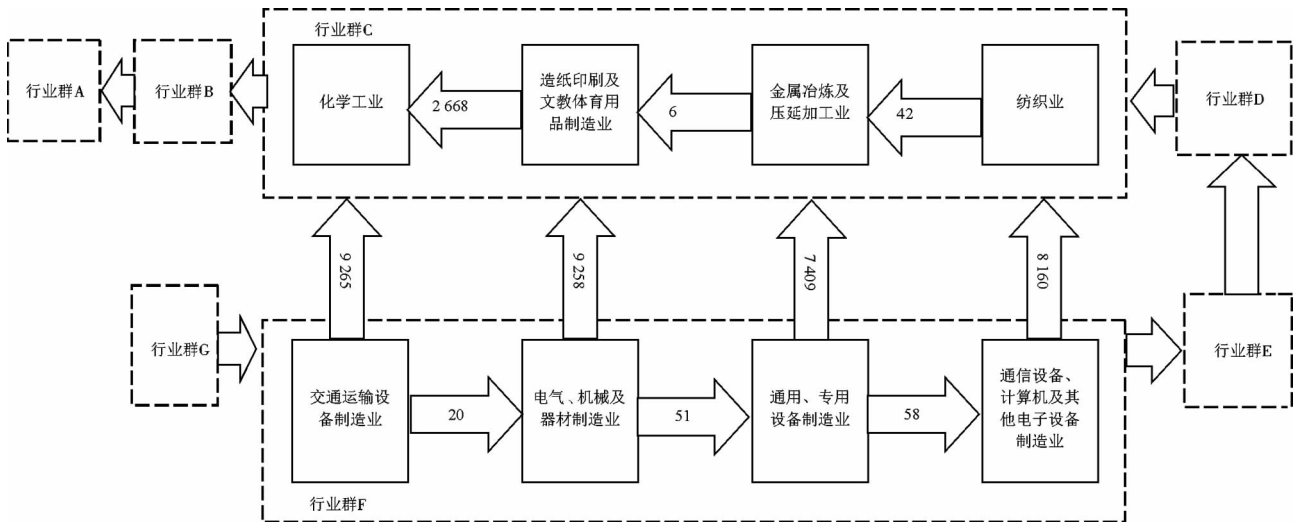 行业群C
行业群A
行业群B
化学工业
2 668
造纸印刷及
文教体育用
品制造业
6
金属冶炼及
压延加工业
42
纺织业
行业群D
9 265
9 258
7 409
8 160
行业群G
行业群E
交通运输设
备制造业
20
电气、机械及
器材制造业
51
通用、专用
设备制造业
58
通信设备、
计算机及其
他电子设备
制造业
行业群F